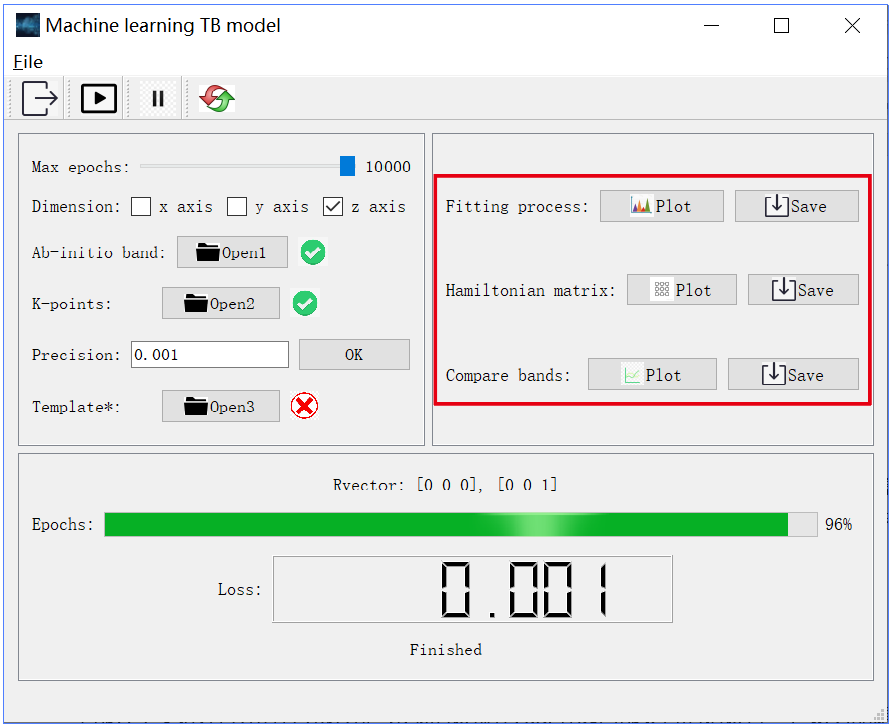 Machine learning TB model
File
Max epochs: 10000
Dimension: x axis y axis z axis
Ab-initio band: Open1
K-points: Open2
Precision: 0.001 OK
Template*: Open3
Fitting process: Plot Save
Hamiltonian matrix: Plot Save
Compare bands: Plot Save
Rvector: [0 0 0], [0 0 1]
Epochs: 96%
Loss: 0.001
Finished